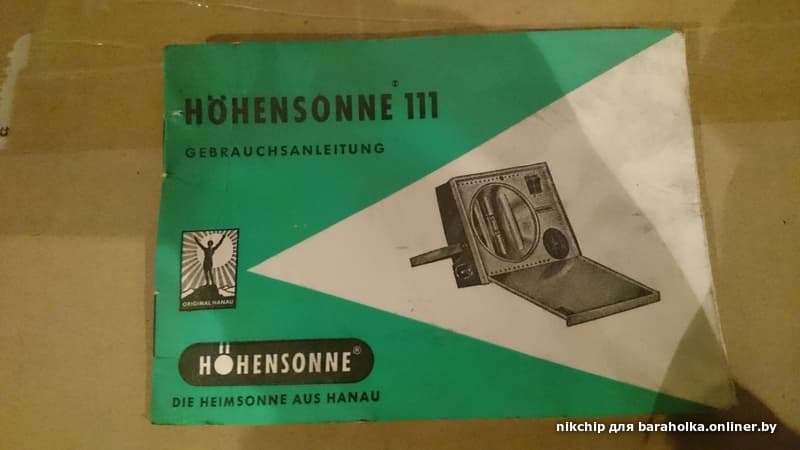 HÖHENSONNE® 111
GEBRAUCHSANLEITUNG
ORIGINAL HANAU
HÖHENSONNE®
DIE HEIMSONNE AUS HANAU
nikchip для baraholka.onliner.by